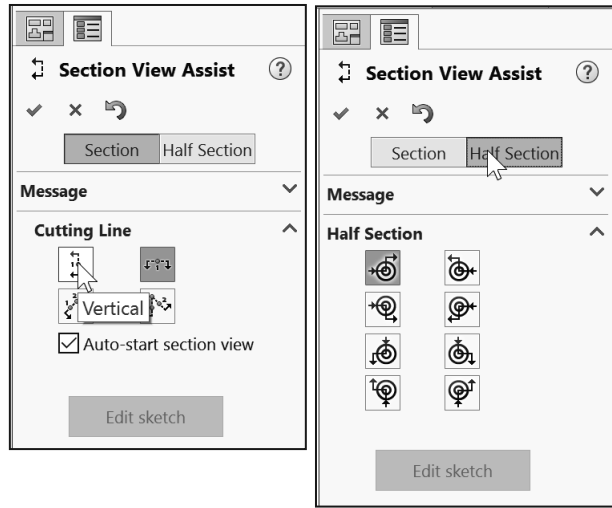 Section View Assist ?
Section Half Section
Message
Cutting Line
Vertical
Auto-start section view
Edit sketch
Section View Assist ?
Section Half Section
Message
Half Section
Edit sketch